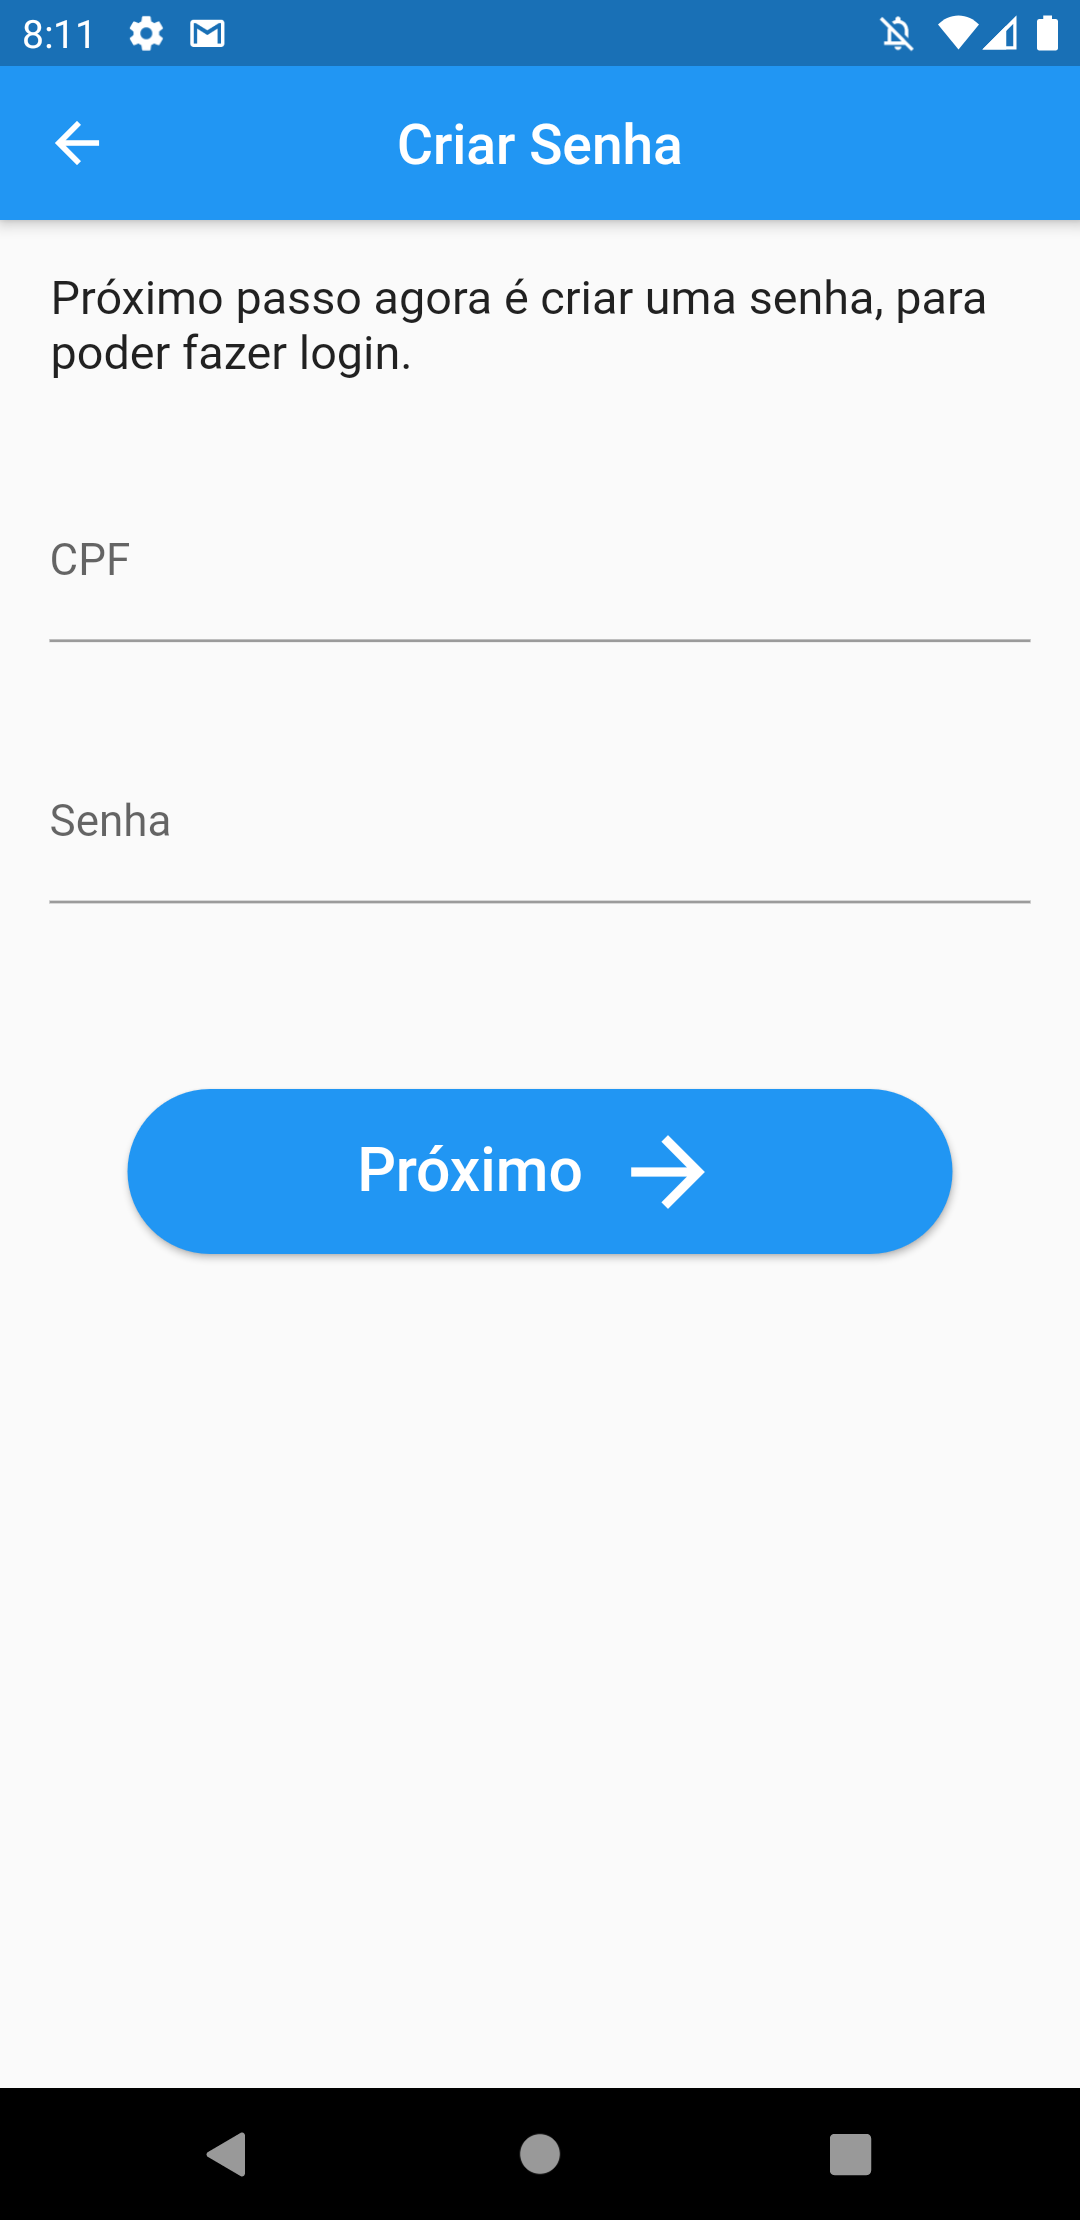 8:11
Criar Senha
Próximo passo agora é criar uma senha, para
poder fazer login.
CPF
Senha
Próximo